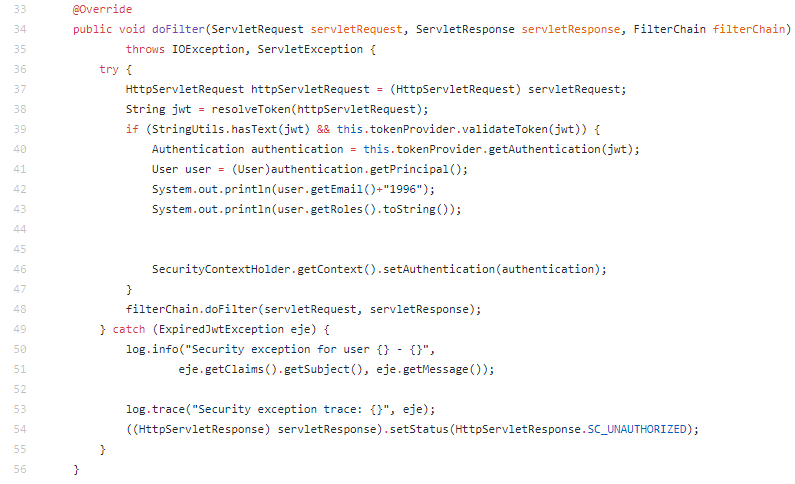 33 @Override
34 public void doFilter(ServletRequest servletRequest, ServletResponse servletResponse, FilterChain filterChain)
35 throws IOException, ServletException {
36 try {
37 HttpServletRequest httpServletRequest = (HttpServletRequest) servletRequest;
38 String jwt = resolveToken(httpServletRequest);
39 if (StringUtils.hasText(jwt) && this.tokenProvider.validateToken(jwt)) {
40 Authentication authentication = this.tokenProvider.getAuthentication(jwt);
41 User user = (User)authentication.getPrincipal();
42 System.out.println(user.getEmail()+"1996");
43 System.out.println(user.getRoles().toString());
44
45
46 SecurityContextHolder.getContext().setAuthentication(authentication);
47 }
48 filterChain.doFilter(servletRequest, servletResponse);
49 } catch (ExpiredJwtException eje) {
50 log.info("Security exception for user {} - {}",
51 eje.getClaims().getSubject(), eje.getMessage());
52
53 log.trace("Security exception trace: {}", eje);
54 ((HttpServletResponse) servletResponse).setStatus(HttpServletResponse.SC_UNAUTHORIZED);
55 }
56 }